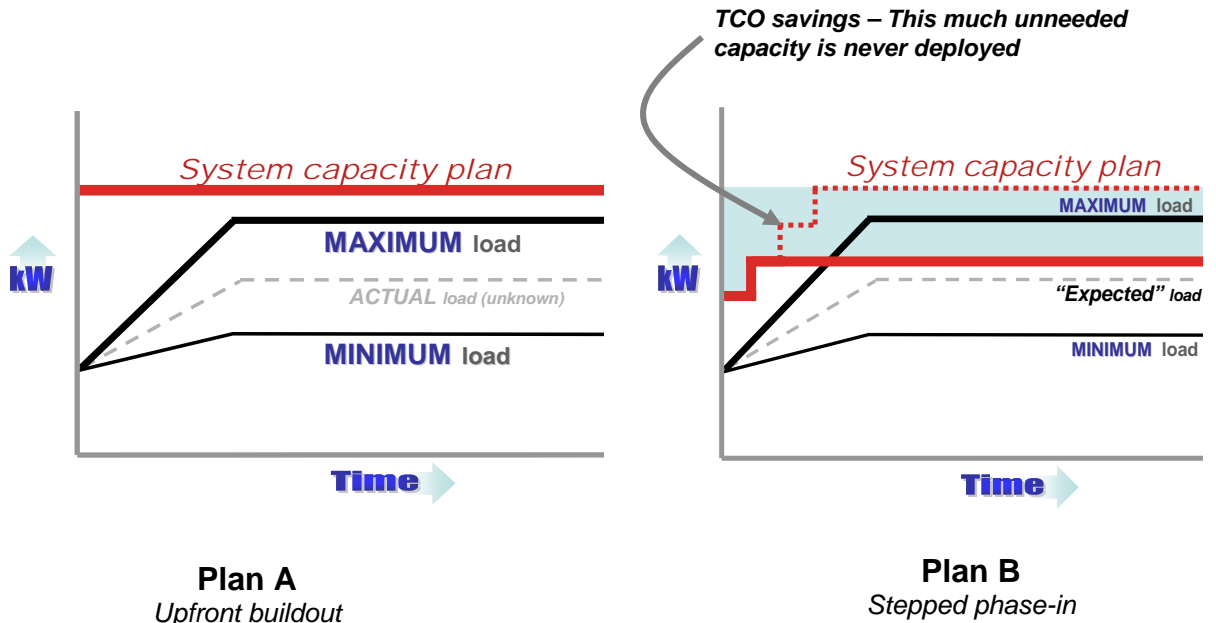 TCO savings – This much unneeded
capacity is never deployed
System capacity plan
MAXIMUM load
kW
ACTUAL load (unknown)
MINIMUM load
Time
Plan A
Upfront buildout
System capacity plan
MAXIMUM load
kW
“Expected” load
MINIMUM load
Time
Plan B
Stepped phase-in